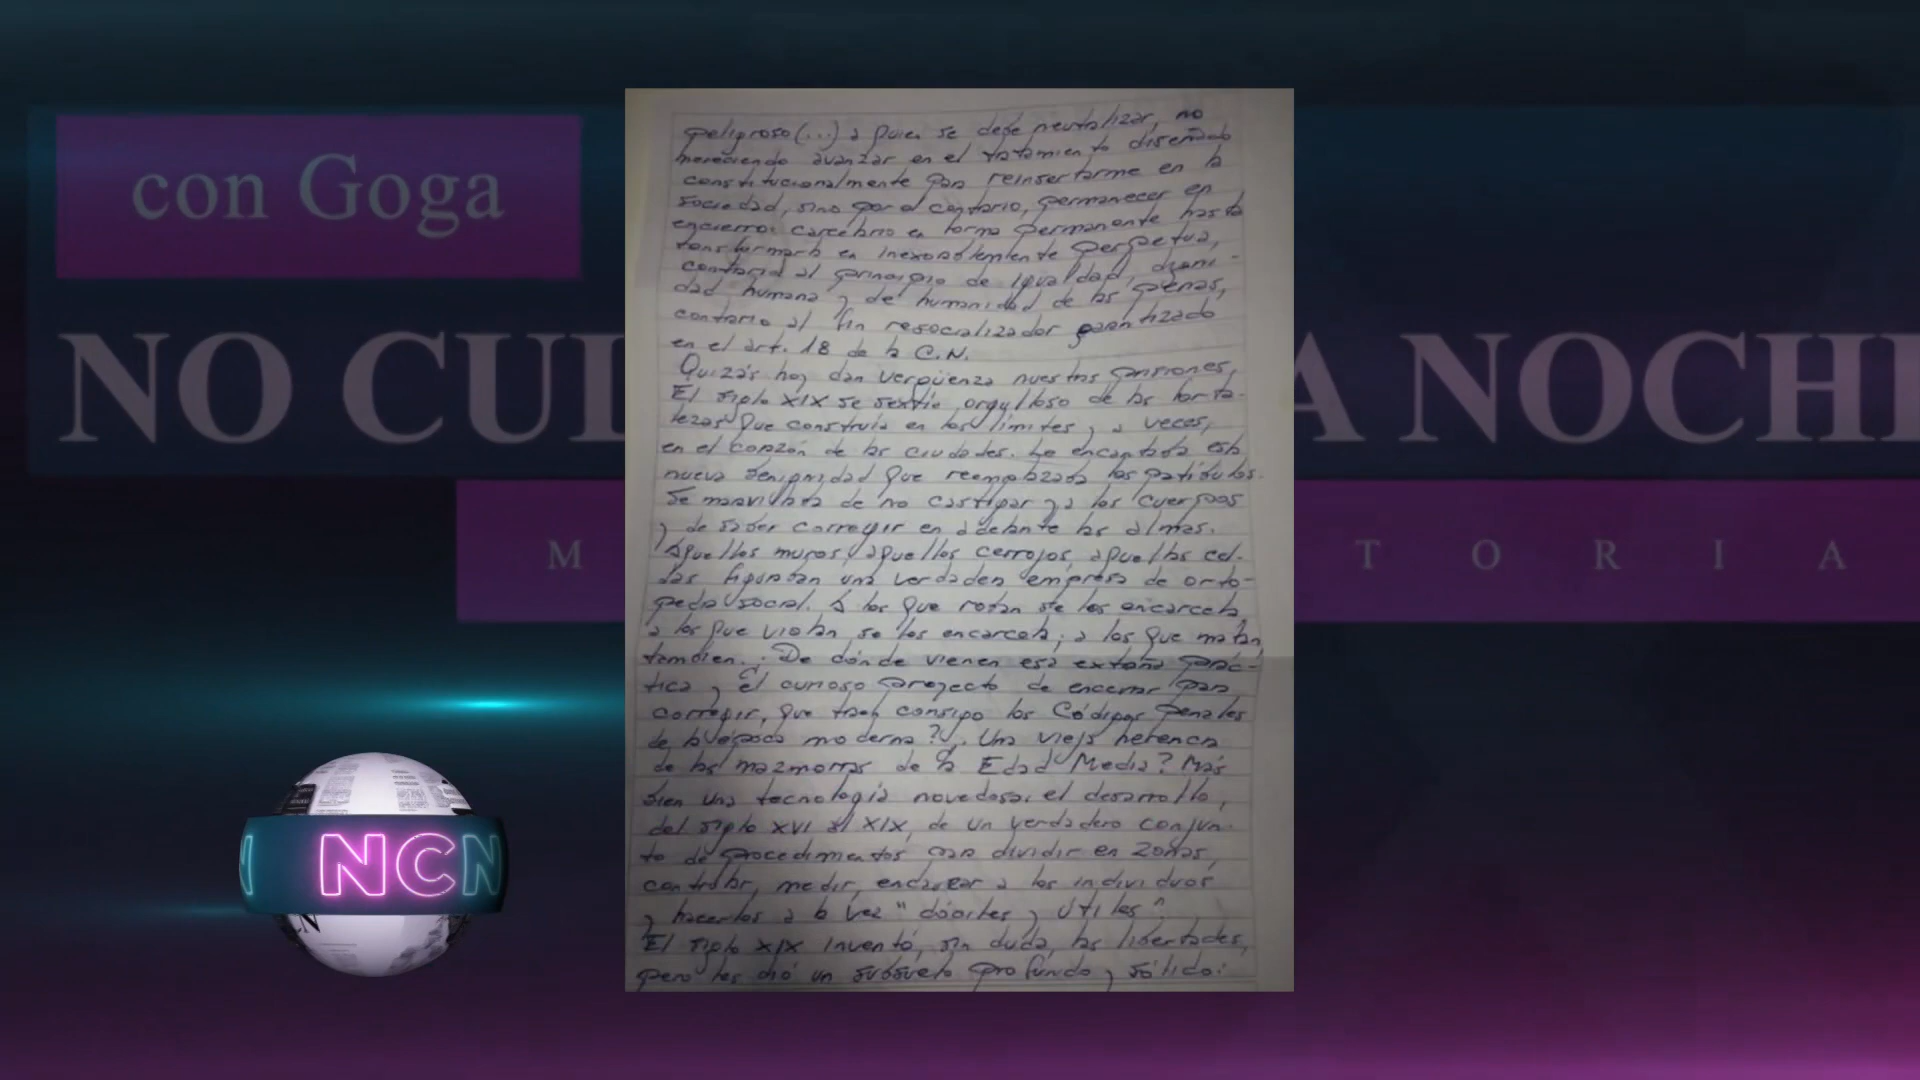 con Goga
NO CUL
A NOCHE
M
T O R I A
NCN
peligroso (...) a quien se debe neutralizar, no
mereciendo avanzar en el tratamiento diseñado
constitucionalmente para reinsertarme en la
sociedad, sino por el contrario, permanecer en
encierro carcelario en forma permanente hasta
transformarla en inexorablemente perpetua,
contraria al principio de igualdad, digni-
dad humana y de humanidad de las penas,
contrario al fin resocializador garantizado
en el art. 18 de la C.N.
Quizás hoy dan vergüenza nuestras prisiones.
El siglo XIX se sentía orgulloso de las forta-
lezas que construía en los límites y a veces,
en el corazón de las ciudades. Le encantaba esta
nueva benignidad que reemplazaba los patíbulos.
Se maravillaba de no castigar ya los cuerpos
y de saber corregir en adelante las almas.
Aquellos muros, aquellos cerrojos, aquellas cel-
das figuraban una verdadera empresa de orto-
pedia social. A los que roban se los encarcela,
a los que violan se los encarcela; a los que matan
también. ¿De dónde vienen esa extraña prác-
tica y el curioso proyecto de encerrar para
corregir, que traen consigo los Códigos Penales
de la época moderna? ¿Una vieja herencia
de las mazmorras de la Edad Media? Más
bien una tecnología novedosa: el desarrollo,
del siglo XVI al XIX, de un verdadero conjun-
to de procedimientos para dividir en zonas,
controlar, medir, encauzar a los individuos
y hacerlos a la vez "dóciles y útiles".
El siglo XIX inventó, sin duda, las libertades,
pero les dió un subsuelo profundo y sólido: